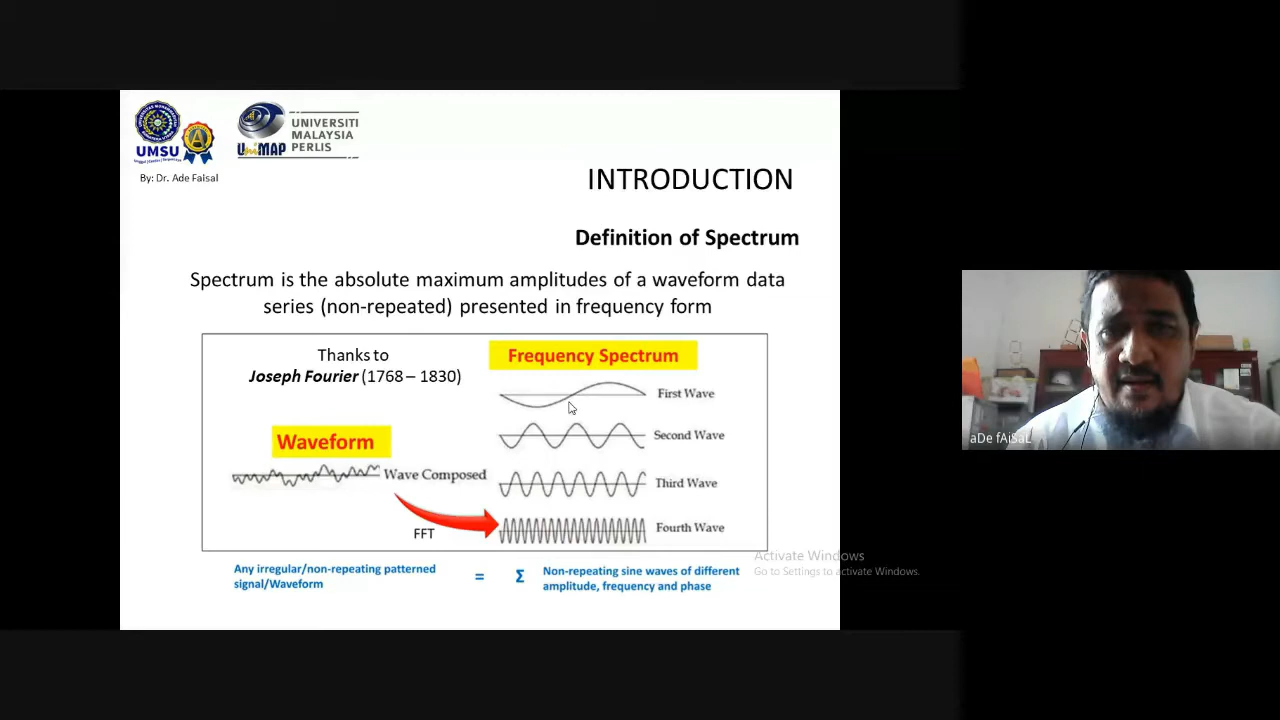 UMSU
UniMAP
UNIVERSITI
MALAYSIA
PERLIS
By: Dr. Ade Faisal
INTRODUCTION
Definition of Spectrum
Spectrum is the absolute maximum amplitudes of a waveform data
series (non-repeated) presented in frequency form
Thanks to
Joseph Fourier (1768 – 1830)
Frequency Spectrum
First Wave
Waveform
Second Wave
Wave Composed
Third Wave
FFT
Fourth Wave
Any irregular/non-repeating patterned
signal/Waveform
= Σ
Non-repeating sine waves of different
amplitude, frequency and phase
Activate Windows
Go to Settings to activate Windows.
aDe fAiSaL